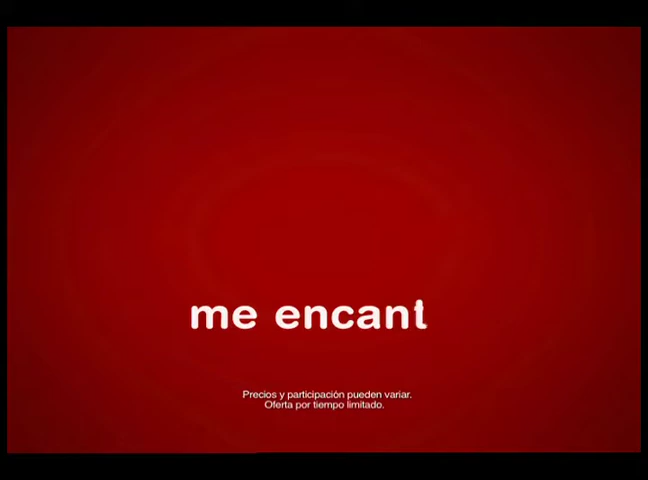 me encant
Precios y participación pueden variar.
Oferta por tiempo limitado.